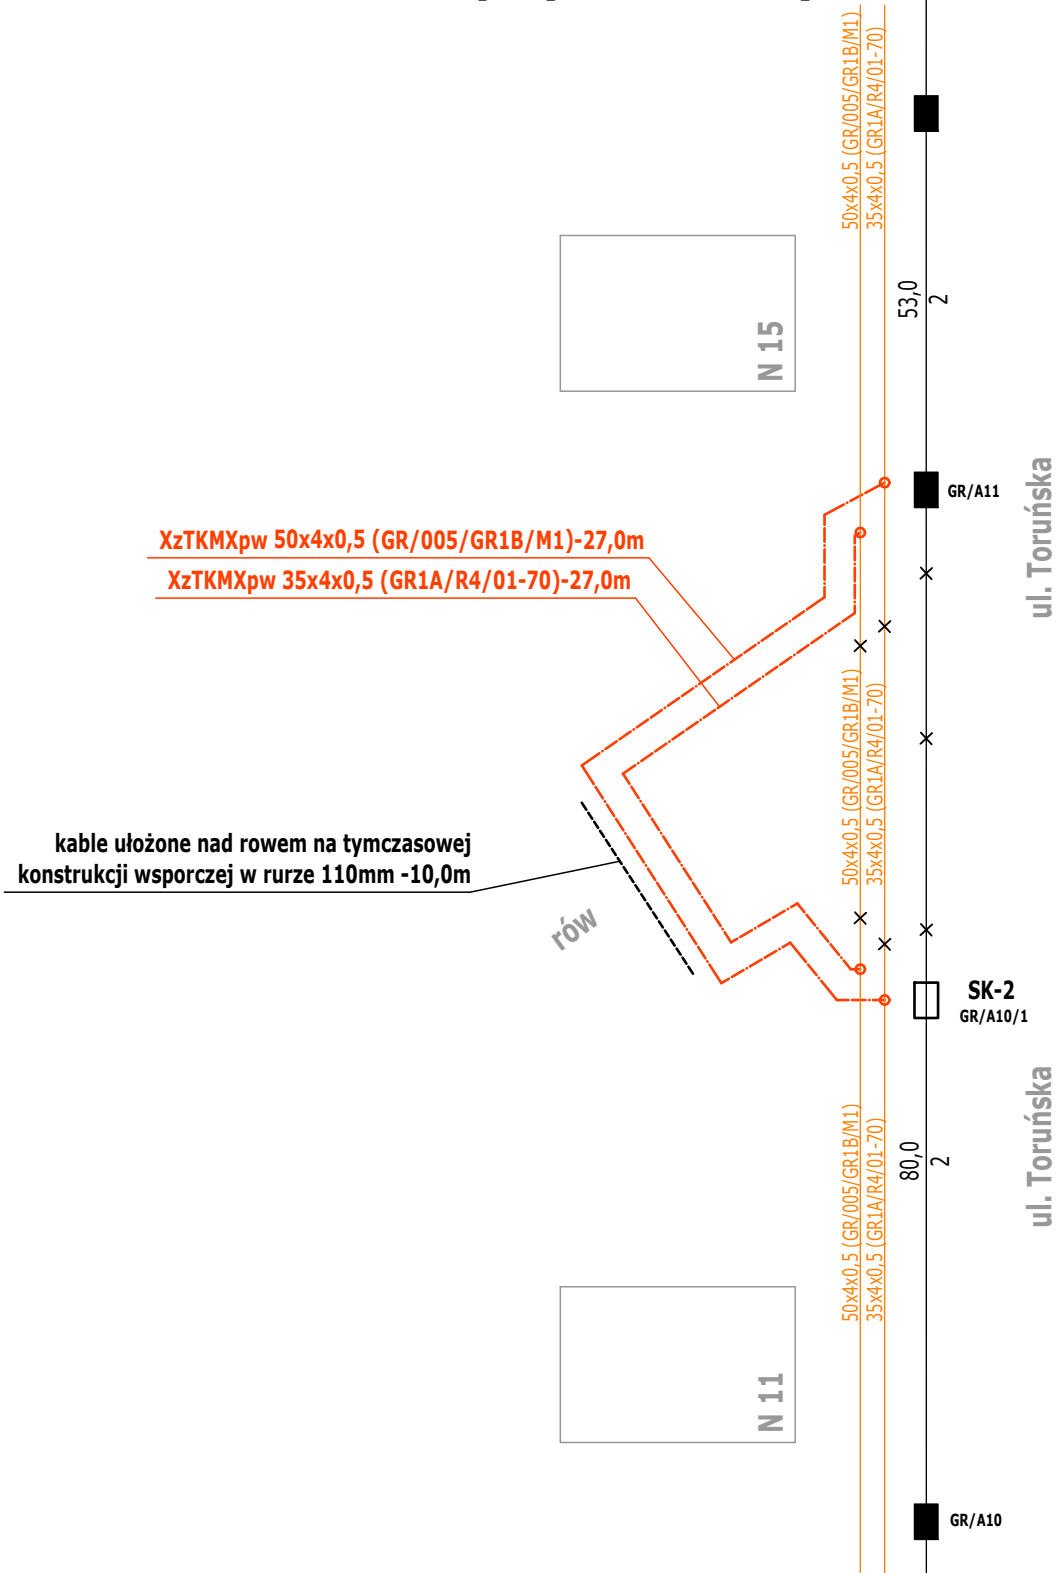 50x4x0,5 (GR/005/GR1B/M1)
35x4x0,5 (GR1A/R4/01-70)
53,0
2
N 15
GR/A11
ul. Toruńska
XzTKMXpw 50x4x0,5 (GR/005/GR1B/M1)-27,0m
XzTKMXpw 35x4x0,5 (GR1A/R4/01-70)-27,0m
50x4x0,5 (GR/005/GR1B/M1)
35x4x0,5 (GR1A/R4/01-70)
kable ułożone nad rowem na tymczasowej
konstrukcji wsporczej w rurze 110mm -10,0m
rów
SK-2
GR/A10/1
ul. Toruńska
50x4x0,5 (GR/005/GR1B/M1)
35x4x0,5 (GR1A/R4/01-70)
80,0
2
N 11
GR/A10